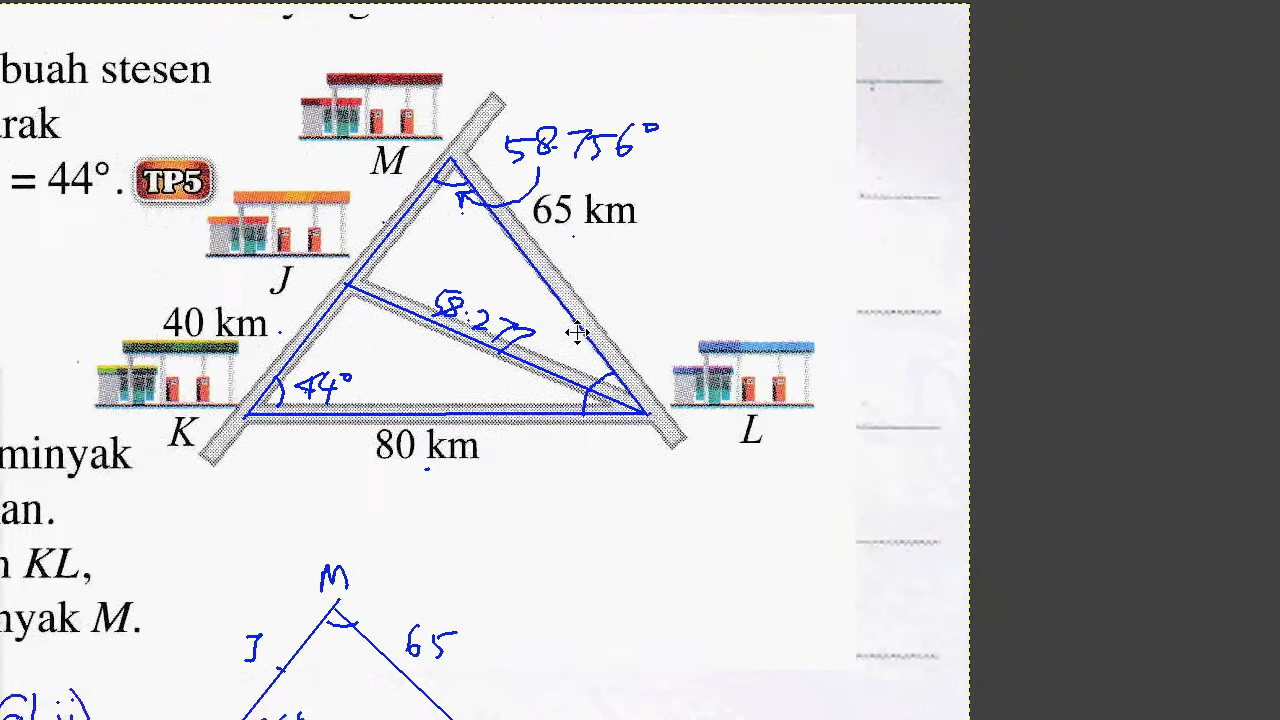 buah stesen
rak
= 44°. TP5
M
58.756°
65 km
J
40 km
58.277
44°
K
80 km
L
minyak
an.
KL,
nyak M.
M
J
65